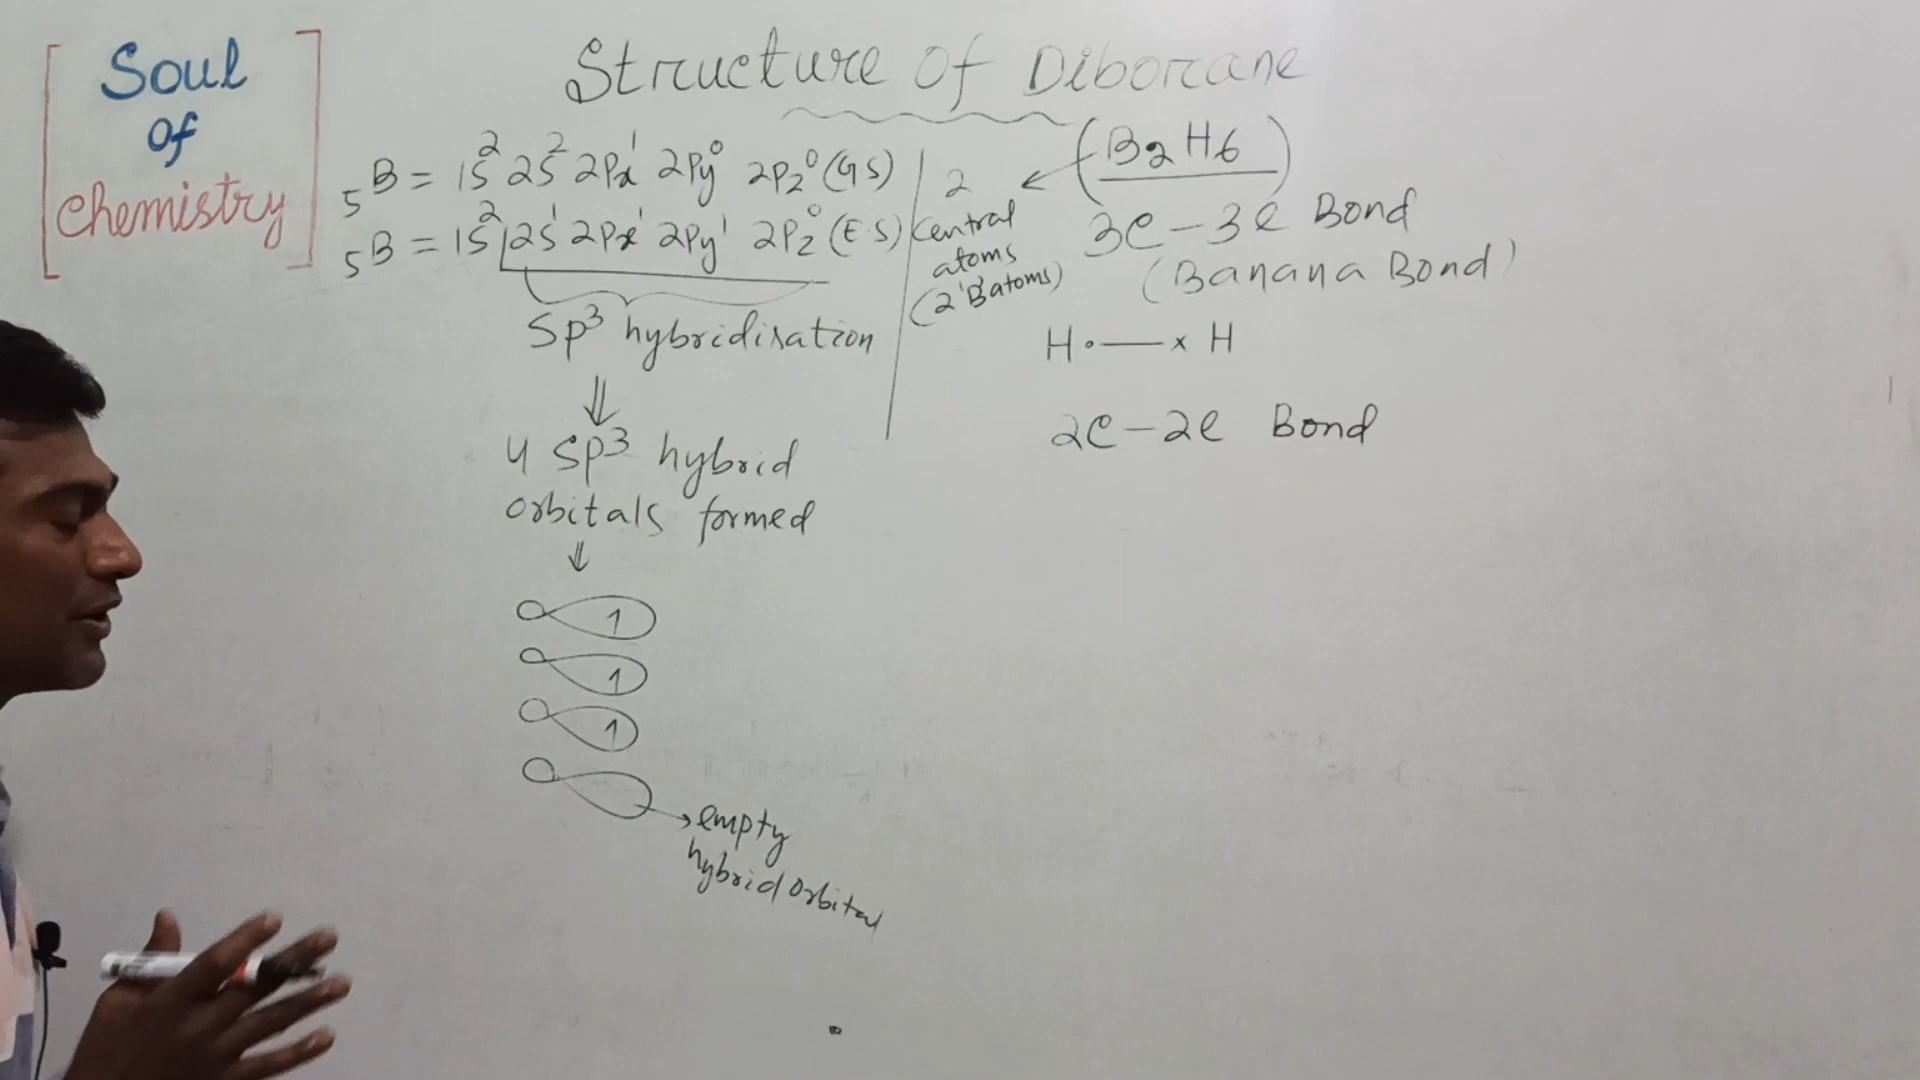 Soul
Of
Chemistry
Structure of Diborane
(B₂H6)
₅B = 1S² 2S² 2Px¹ 2Py⁰ 2Pz⁰ (G S)
₅B = 1S² 2S¹ 2Px¹ 2Py¹ 2Pz⁰ (E.S)
Sp³ hybridisation
⇓
4 Sp³ hybrid
orbitals formed
⇓
1
1
1
→ empty
hybrid orbital
2
Central
atoms
(2 'B' atoms)
3C-3e Bond
(Banana Bond)
H •—x H
2C-2e Bond